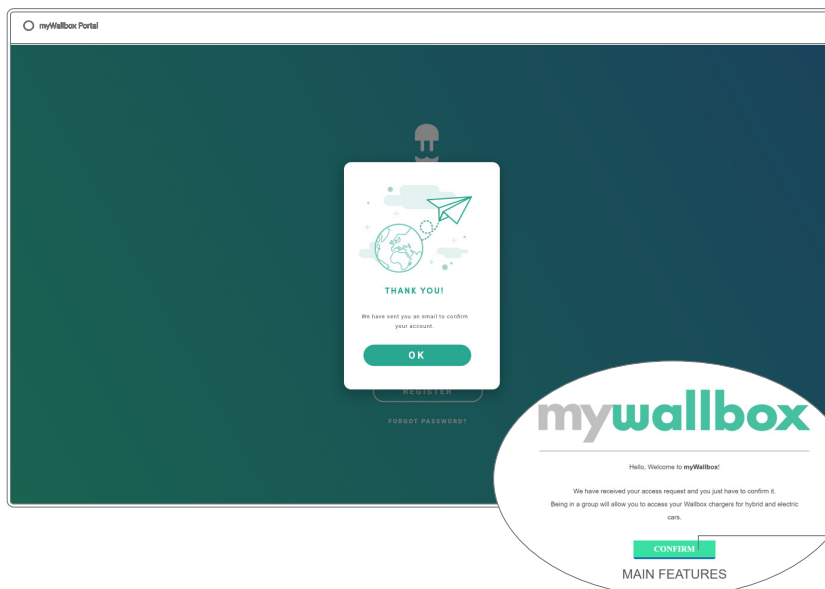 myWallbox Portal
THANK YOU!
We have sent you an email to confirm
your account.
OK
REGISTER
FORGOT PASSWORD?
mywallbox
Hello, Welcome to myWallbox!
We have received your access request and you just have to confirm it.
Being in a group will allow you to access your Wallbox chargers for hybrid and electric
cars.
CONFIRM
MAIN FEATURES